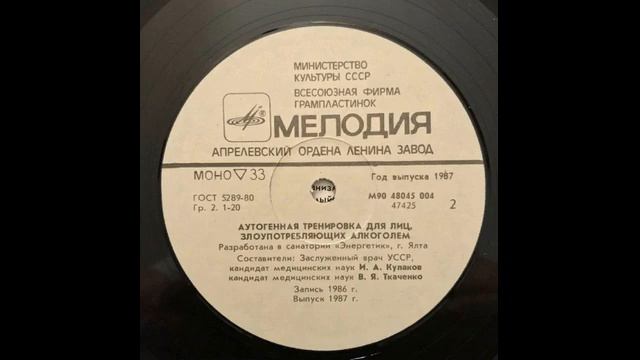 МИНИСТЕРСТВО
КУЛЬТУРЫ СССР
ВСЕСОЮЗНАЯ ФИРМА
ГРАМПЛАСТИНОК
МЕЛОДИЯ
АПРЕЛЕВСКИЙ ОРДЕНА ЛЕНИНА ЗАВОД
МОНО ▽ 33
Год выпуска 1987
ГОСТ 5289-80
Гр. 2. 1-20
М90 48045 004
47425
2
АУТОГЕННАЯ ТРЕНИРОВКА ДЛЯ ЛИЦ,
ЗЛОУПОТРЕБЛЯЮЩИХ АЛКОГОЛЕМ
Разработана в санатории «Энергетик», г. Ялта
Составители: Заслуженный врач УССР,
кандидат медицинских наук И. А. Кулаков
кандидат медицинских наук В. Я. Ткаченко
Запись 1986 г.
Выпуск 1987 г.